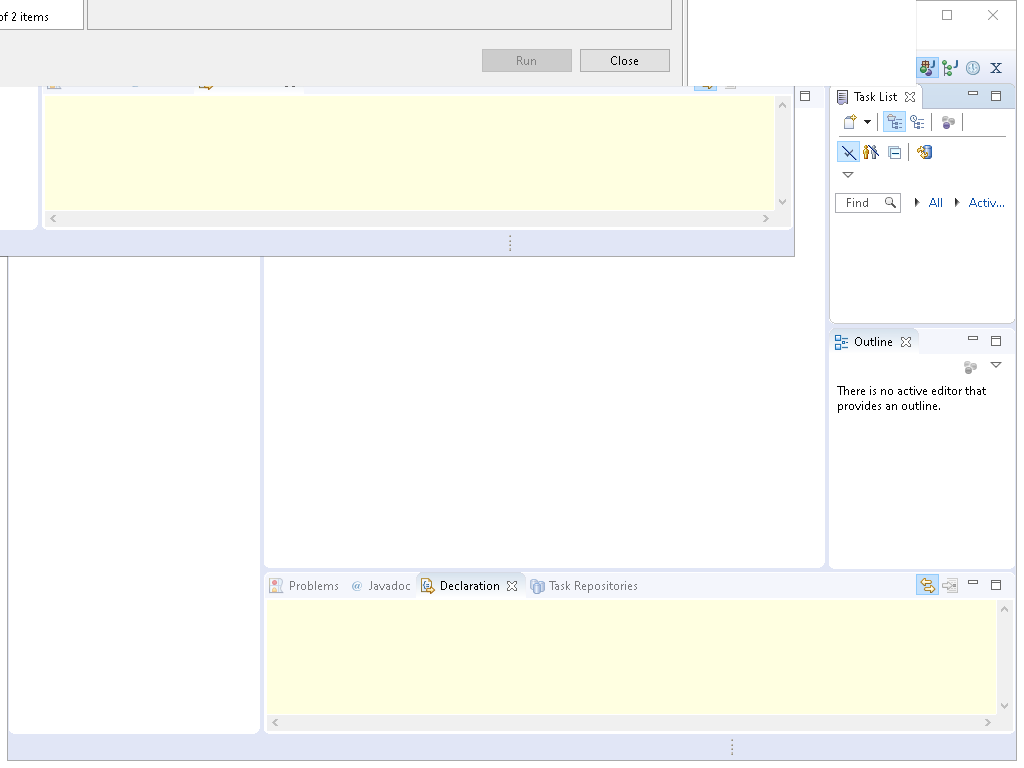 of 2 items
Run
Close
Task List
Find
All
Activ...
Outline
There is no active editor that
provides an outline.
Problems
@ Javadoc
Declaration
Task Repositories